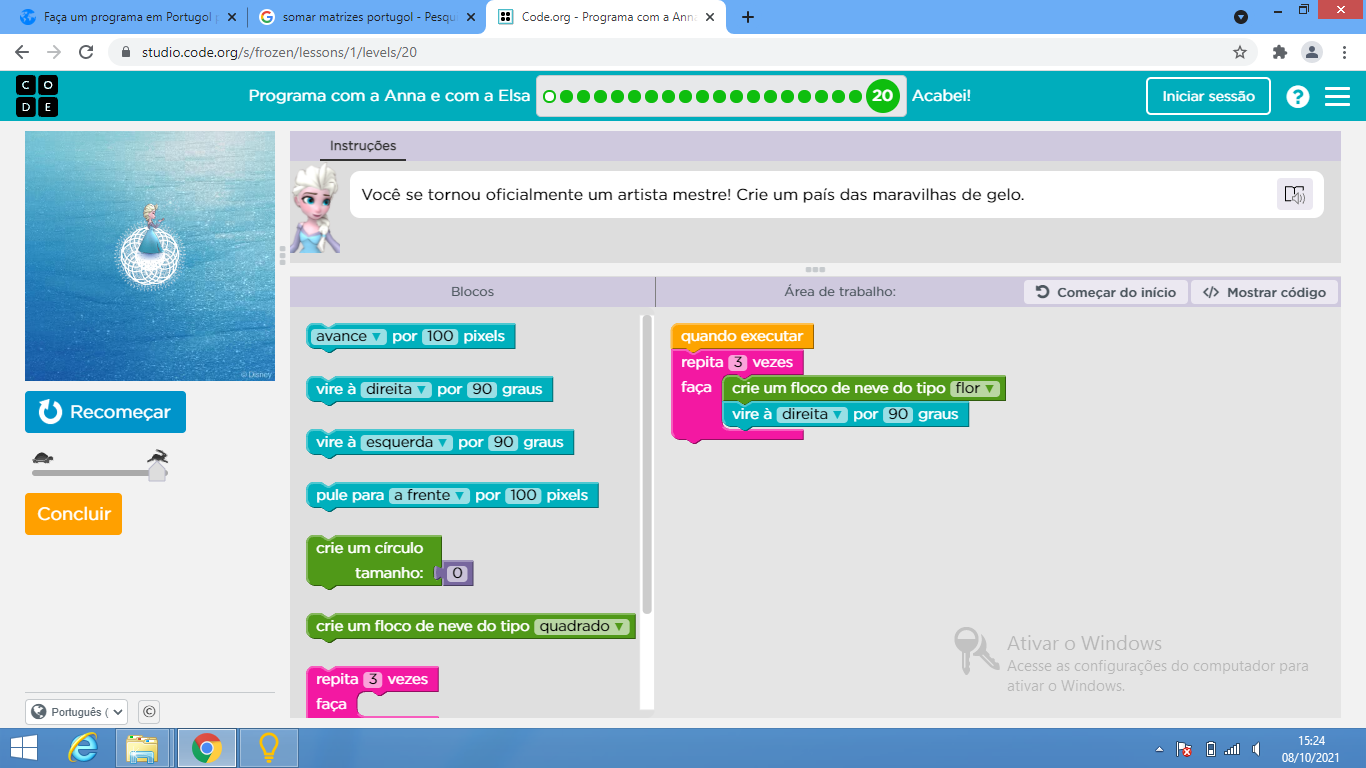 Faça um programa em Portugol p
somar matrizes portugol - Pesqu
Code.org - Programa com a Anna
studio.code.org/s/frozen/lessons/1/levels/20
C O
D E
Programa com a Anna e com a Elsa
20
Acabei!
Iniciar sessão
?
Instruções
Você se tornou oficialmente um artista mestre! Crie um país das maravilhas de gelo.
© Disney
Recomeçar
Concluir
Português (
©
Blocos
Área de trabalho:
Começar do início
</> Mostrar código
avance por 100 pixels
vire à direita por 90 graus
vire à esquerda por 90 graus
pule para a frente por 100 pixels
crie um círculo
tamanho: 0
crie um floco de neve do tipo quadrado
repita 3 vezes
faça
quando executar
repita 3 vezes
faça crie um floco de neve do tipo flor
vire à direita por 90 graus
Ativar o Windows
Acesse as configurações do computador para
ativar o Windows.
15:24
08/10/2021